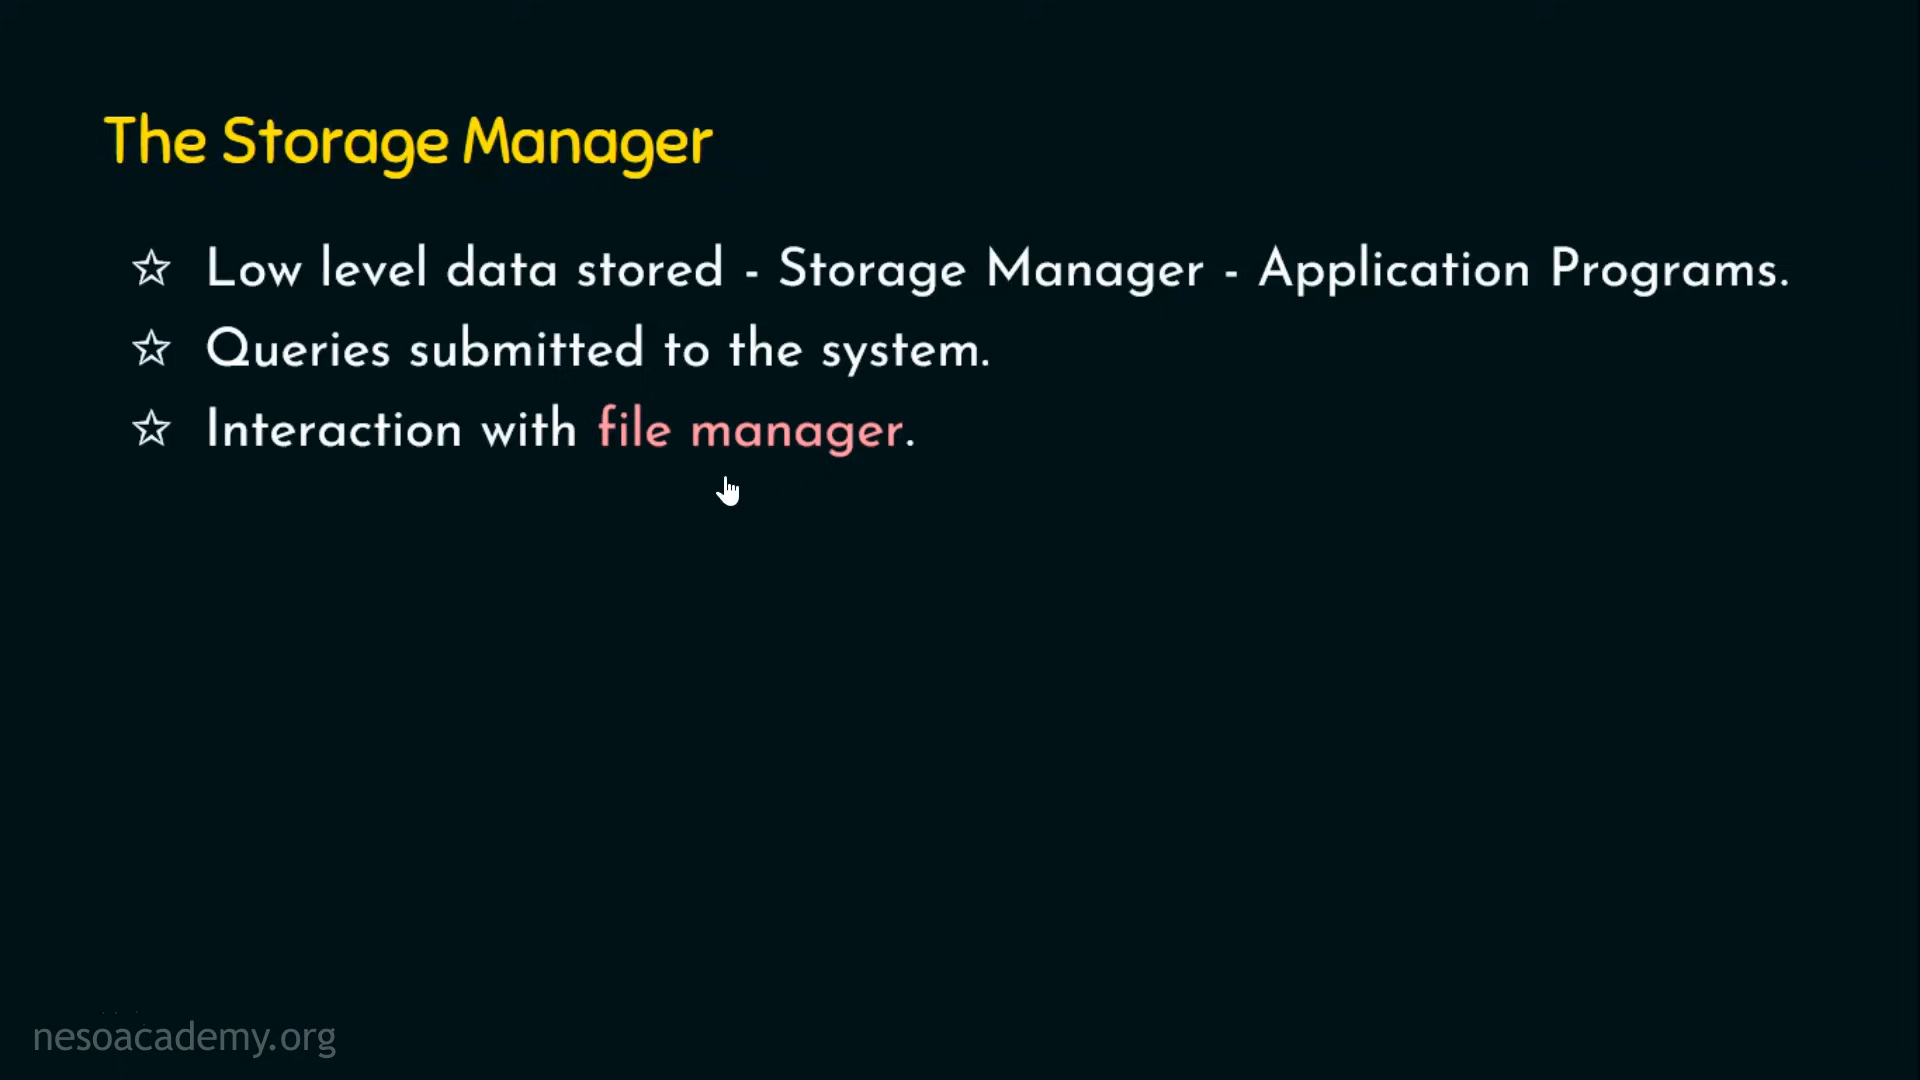 The Storage Manager
☆ Low level data stored - Storage Manager - Application Programs.
☆ Queries submitted to the system.
☆ Interaction with file manager.
nesoacademy.org